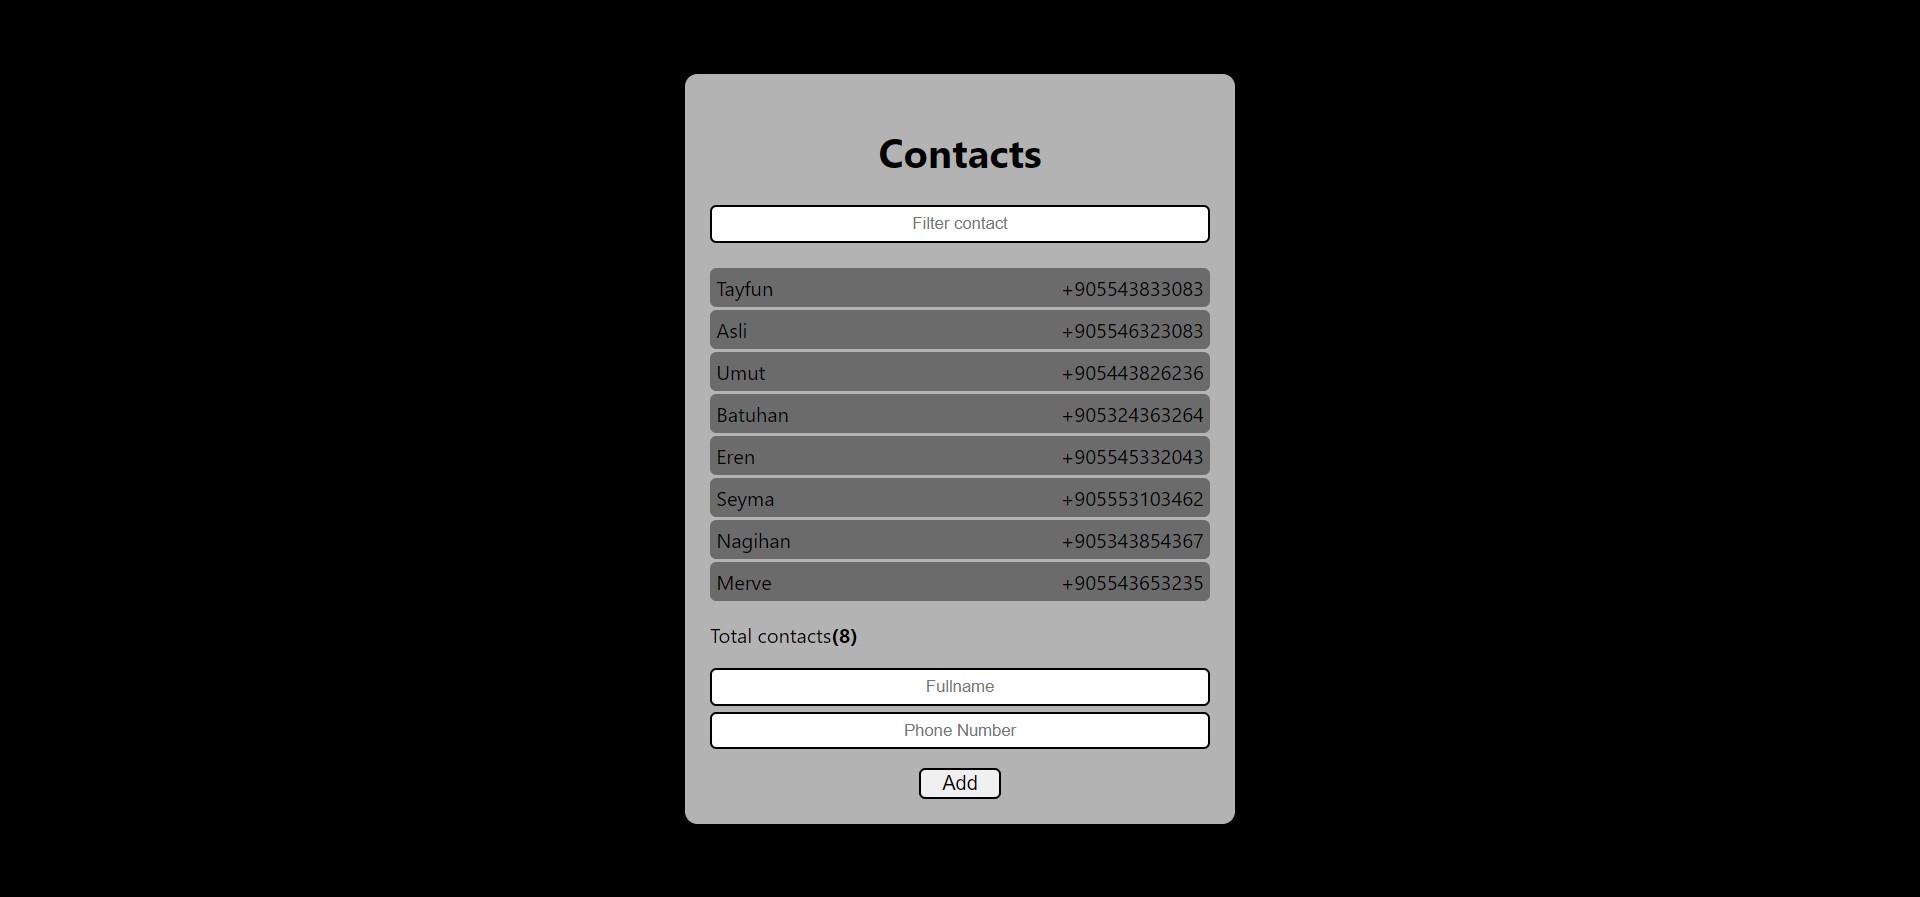 Contacts
Filter contact
Tayfun +905543833083
Asli +905546323083
Umut +905443826236
Batuhan +905324363264
Eren +905545332043
Seyma +905553103462
Nagihan +905343854367
Merve +905543653235
Total contacts(8)
Fullname
Phone Number
Add